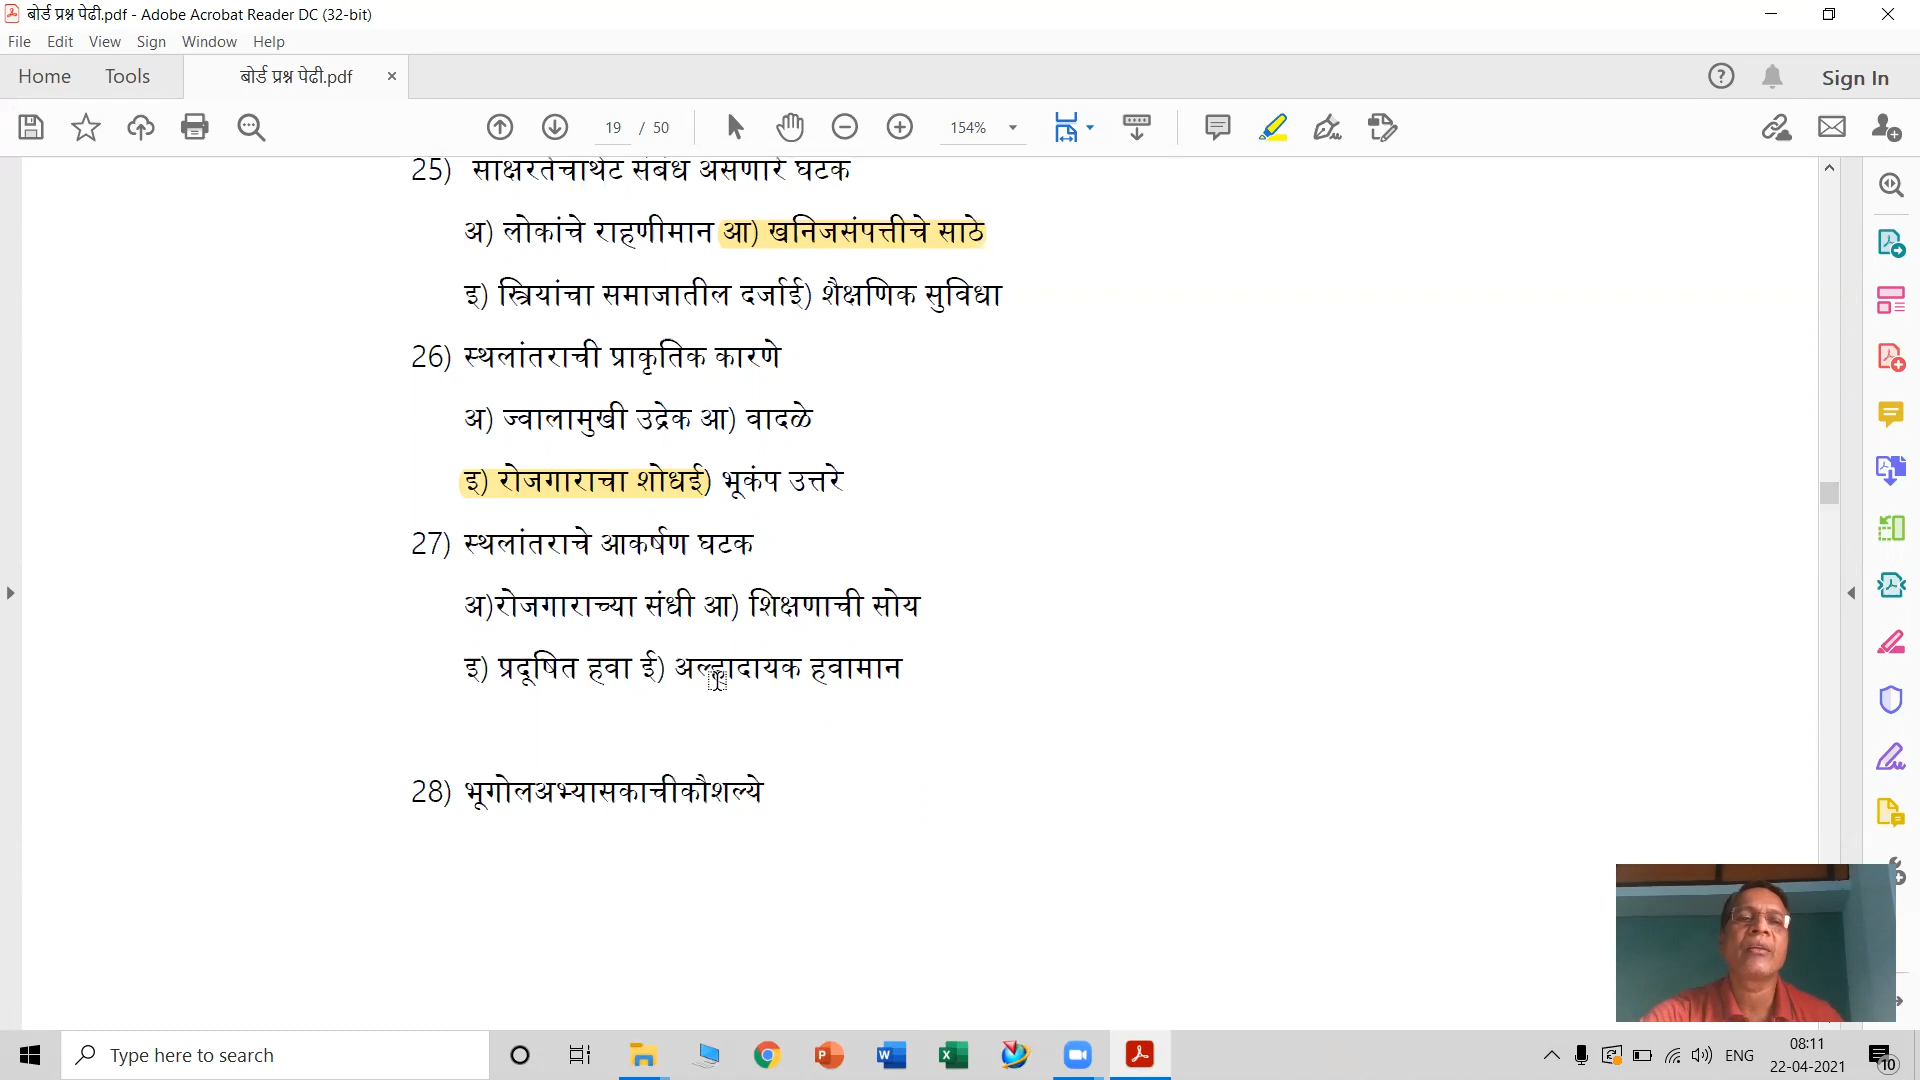 बोर्ड प्रश्न पेढी.pdf - Adobe Acrobat Reader DC (32-bit)
File Edit View Sign Window Help
Home Tools बोर्ड प्रश्न पेढी.pdf × Sign In
19 / 50 154%
25) साक्षरतेचाथेट संबंध असणारे घटक
अ) लोकांचे राहणीमान आ) खनिजसंपत्तीचे साठे
इ) स्त्रियांचा समाजातील दर्जाई) शैक्षणिक सुविधा
26) स्थलांतराची प्राकृतिक कारणे
अ) ज्वालामुखी उद्रेक आ) वादळे
इ) रोजगाराचा शोधई) भूकंप उत्तरे
27) स्थलांतराचे आकर्षण घटक
अ)रोजगाराच्या संधी आ) शिक्षणाची सोय
इ) प्रदूषित हवा ई) अल्हादायक हवामान
28) भूगोलअभ्यासकाचीकौशल्ये
Type here to search
ENG
08:11
22-04-2021
10